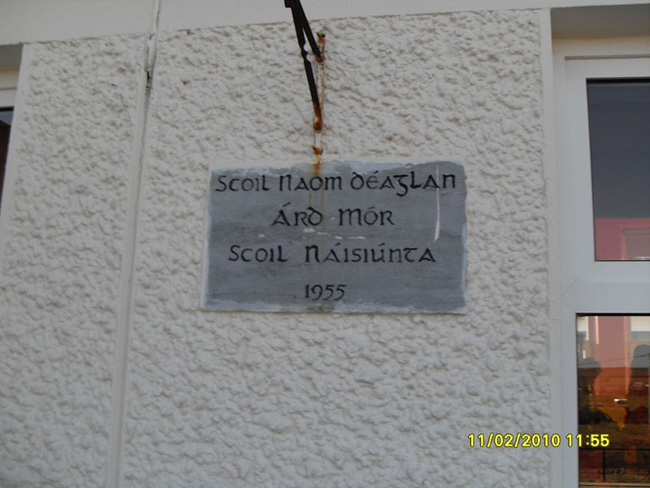 Scoil Naom Déaglan
Árd Mór
Scoil Náisiúnta
1955
11/02/2010 11:55